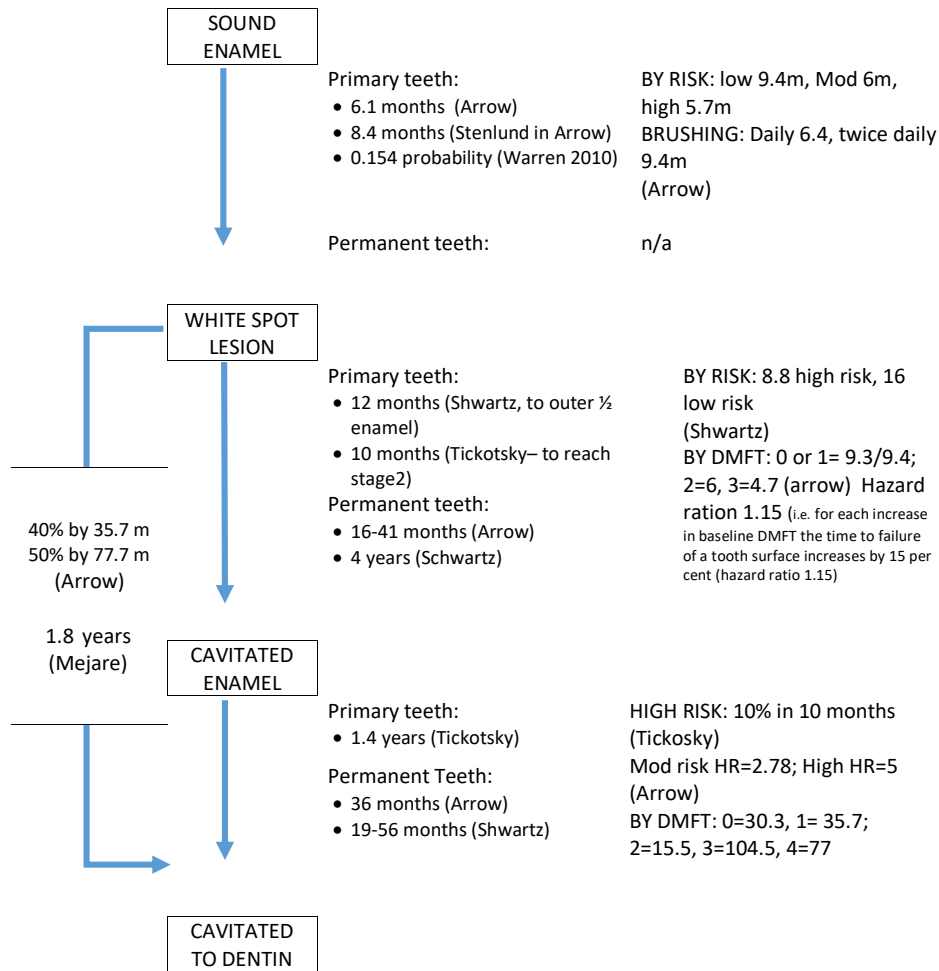 SOUND
ENAMEL
Primary teeth:
• 6.1 months (Arrow)
• 8.4 months (Stenlund in Arrow)
• 0.154 probability (Warren 2010)
BY RISK: low 9.4m, Mod 6m,
high 5.7m
BRUSHING: Daily 6.4, twice daily
9.4m
(Arrow)
Permanent teeth:
n/a
WHITE SPOT
LESION
Primary teeth:
• 12 months (Shwartz, to outer ½
enamel)
• 10 months (Tickotsky– to reach
stage2)
Permanent teeth:
• 16-41 months (Arrow)
• 4 years (Schwartz)
BY RISK: 8.8 high risk, 16
low risk
(Shwartz)
BY DMFT: 0 or 1= 9.3/9.4;
2=6, 3=4.7 (arrow) Hazard
ration 1.15 (i.e. for each increase
in baseline DMFT the time to failure
of a tooth surface increases by 15 per
cent (hazard ratio 1.15)
40% by 35.7 m
50% by 77.7 m
(Arrow)
1.8 years
(Mejare)
CAVITATED
ENAMEL
Primary teeth:
• 1.4 years (Tickotsky)
Permanent Teeth:
• 36 months (Arrow)
• 19-56 months (Shwartz)
HIGH RISK: 10% in 10 months
(Tickosky)
Mod risk HR=2.78; High HR=5
(Arrow)
BY DMFT: 0=30.3, 1= 35.7;
2=15.5, 3=104.5, 4=77
CAVITATED
TO DENTIN